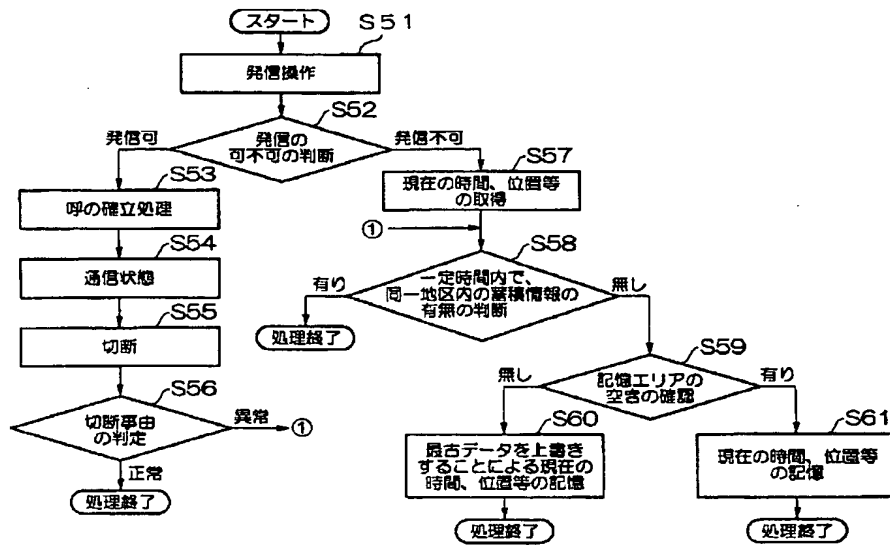 スタート
S51
発信操作
S52
発信の
可不可の判断
発信可
発信不可
S53
呼の確立処理
S54
通信状態
S55
切断
S56
切断事由
の判定
異常
①
正常
処理終了
S57
現在の時間、位置等
の取得
①
S58
一定時間内で、
同一地区内の蓄積情報の
有無の判断
有り
無し
処理終了
S59
記憶エリアの
空きの確認
無し
有り
S60
最古データを上書き
することによる現在の
時間、位置等の記憶
処理終了
S61
現在の時間、位置等
の記憶
処理終了